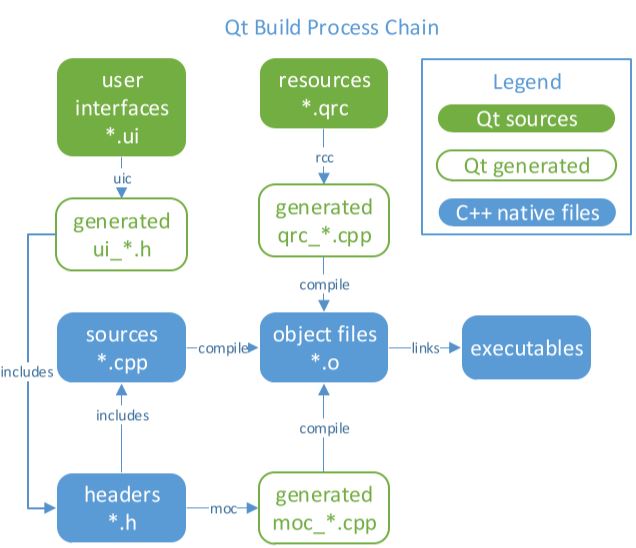 Qt Build Process Chain
user
interfaces
*.ui
resources
*.qrc
Legend
Qt sources
Qt generated
C++ native files
uic
rcc
generated
ui_*.h
generated
qrc_*.cpp
compile
sources
*.cpp
compile
object files
*.o
links
executables
includes
includes
compile
headers
*.h
moc
generated
moc_*.cpp